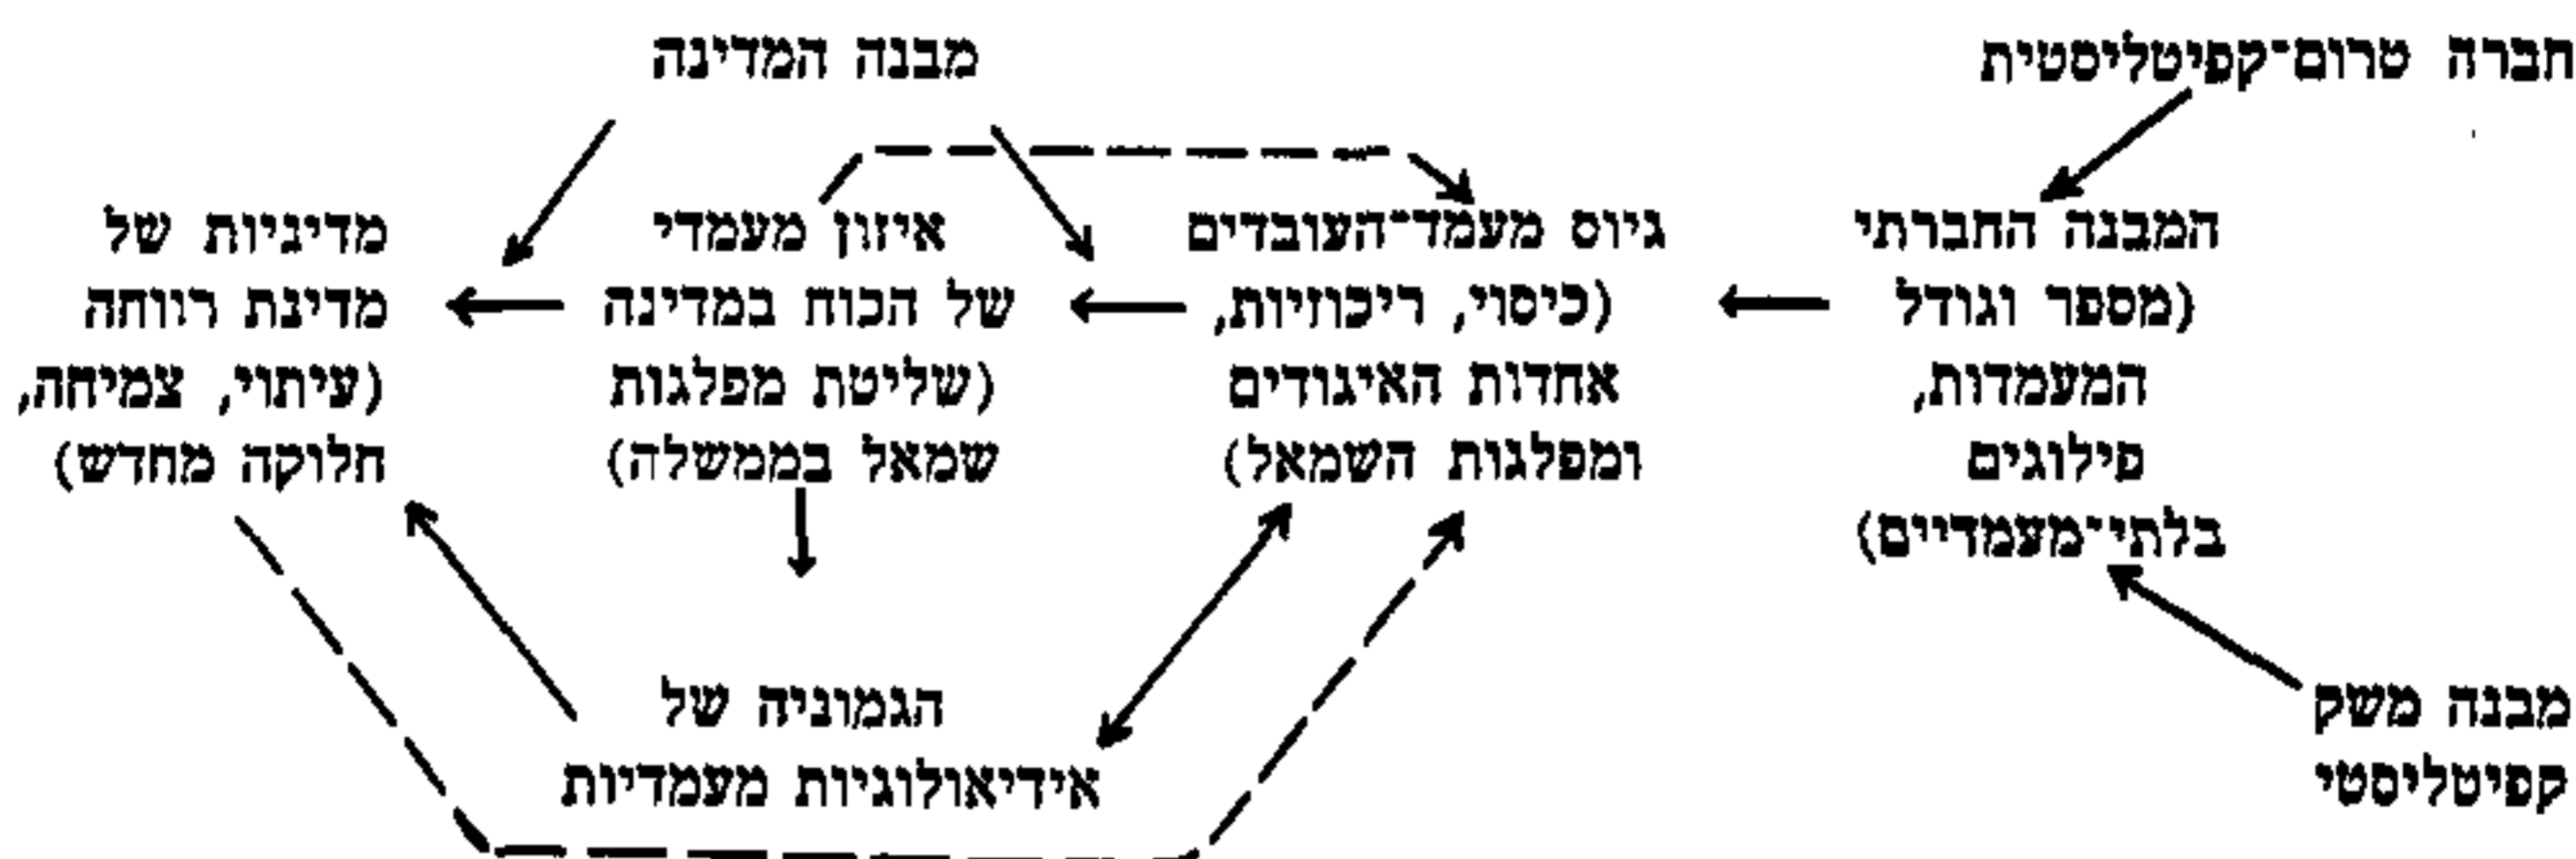 חברה טרום-קפיטליסטית
מבנה המדינה
המבנה החברתי
(מספר וגודל
המעמדות,
פילוגים
בלתי-מעמדיים)
גיוס מעמד-העובדים
(כיסוי, ריכוזיות,
אחדות האיגודים
ומפלגות השמאל)
איזון מעמדי
של הכוח במדינה
(שליטת מפלגות
שמאל בממשלה)
מדיניות של
מדינת רווחה
(עיתוי, צמיחה,
חלוקה מחדש)
מבנה משק
קפיטליסטי
הגמוניה של
אידיאולוגיות מעמדיות